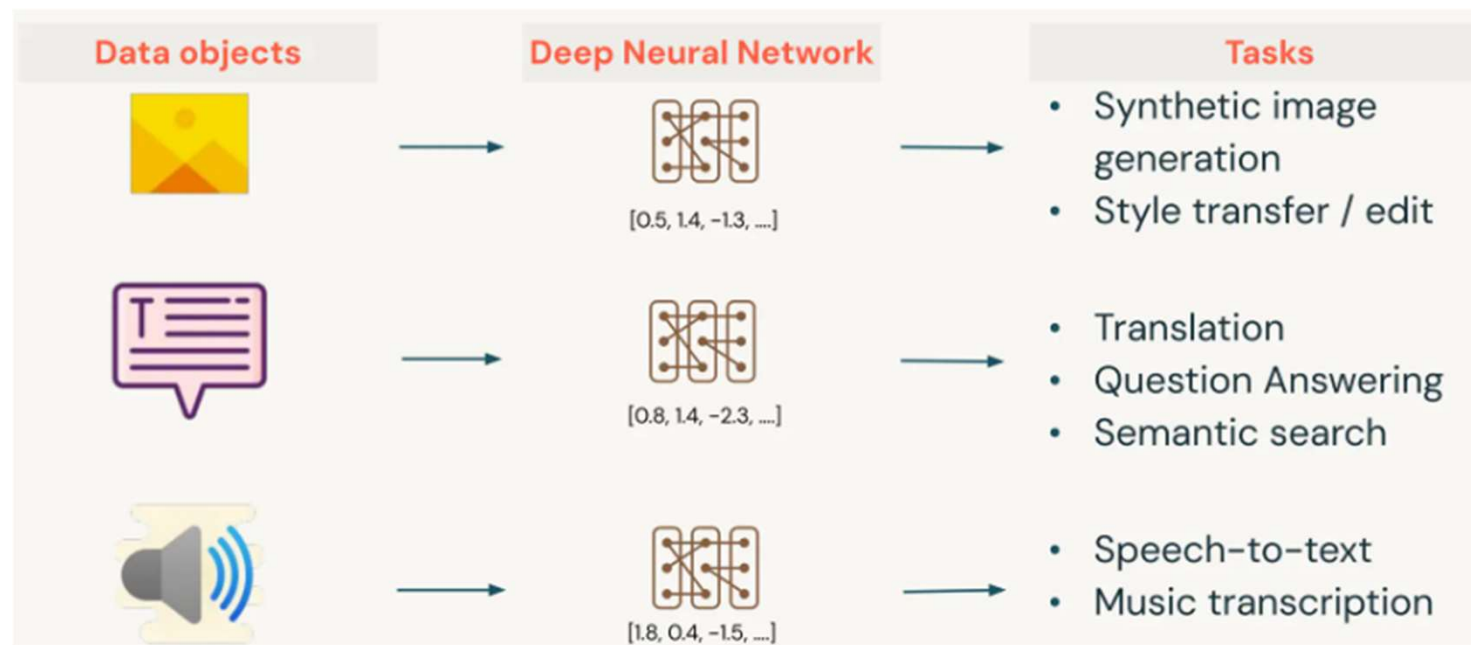 Data objects
Deep Neural Network
Tasks
[0.5, 1.4, -1.3, ....]
• Synthetic image
generation
• Style transfer / edit
T
[0.8, 1.4, -2.3, ....]
• Translation
• Question Answering
• Semantic search
[1.8, 0.4, -1.5, ....]
• Speech-to-text
• Music transcription